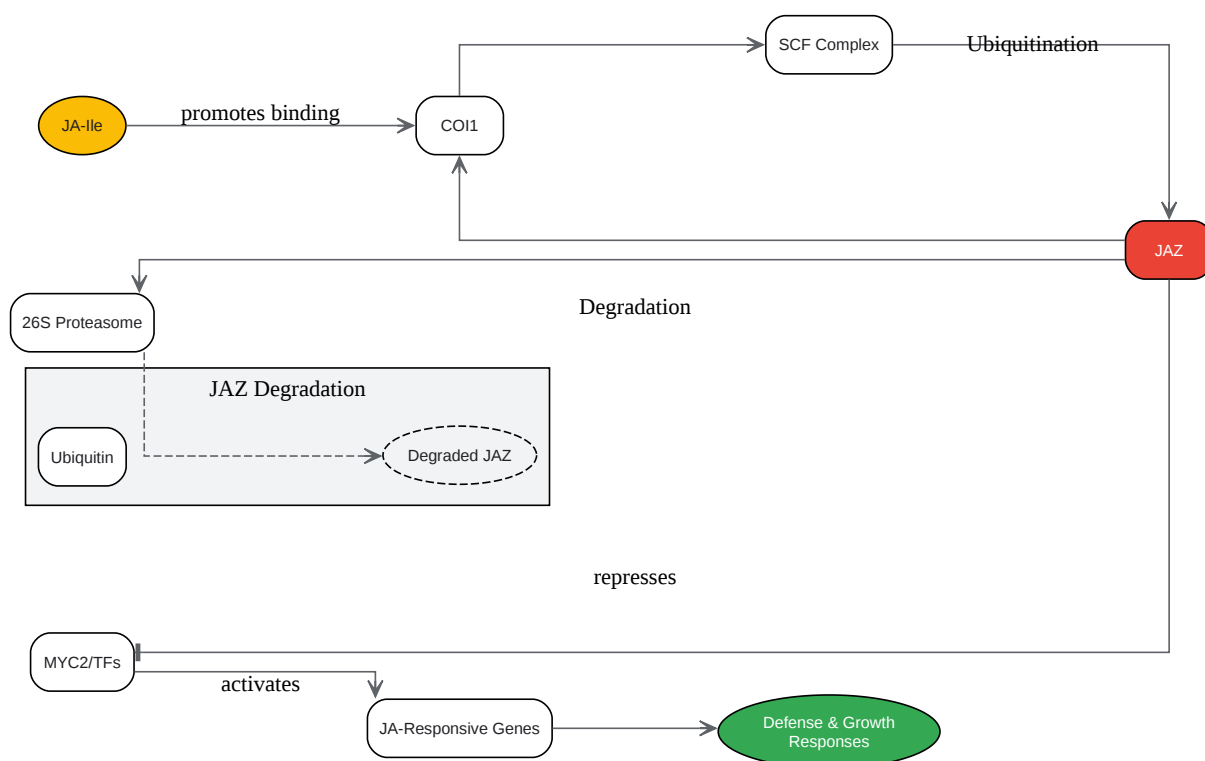 SCF Complex
Ubiquitination
JA-Ile
promotes binding
COI1
JAZ
26S Proteasome
Degradation
JAZ Degradation
Ubiquitin
Degraded JAZ
represses
MYC2/TFs
activates
JA-Responsive Genes
Defense & Growth
Responses